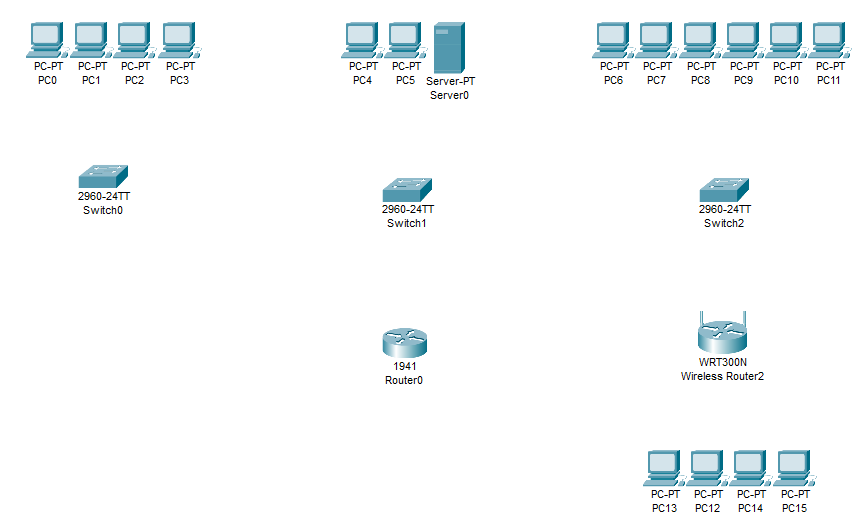 PC-PT PC-PT PC-PT PC-PT
PC0 PC1 PC2 PC3
PC-PT PC-PT Server-PT
PC4 PC5 Server0
PC-PT PC-PT PC-PT PC-PT PC-PT PC-PT
PC6 PC7 PC8 PC9 PC10 PC11
2960-24TT
Switch0
2960-24TT
Switch1
2960-24TT
Switch2
1941
Router0
WRT300N
Wireless Router2
PC-PT PC-PT PC-PT PC-PT
PC13 PC12 PC14 PC15